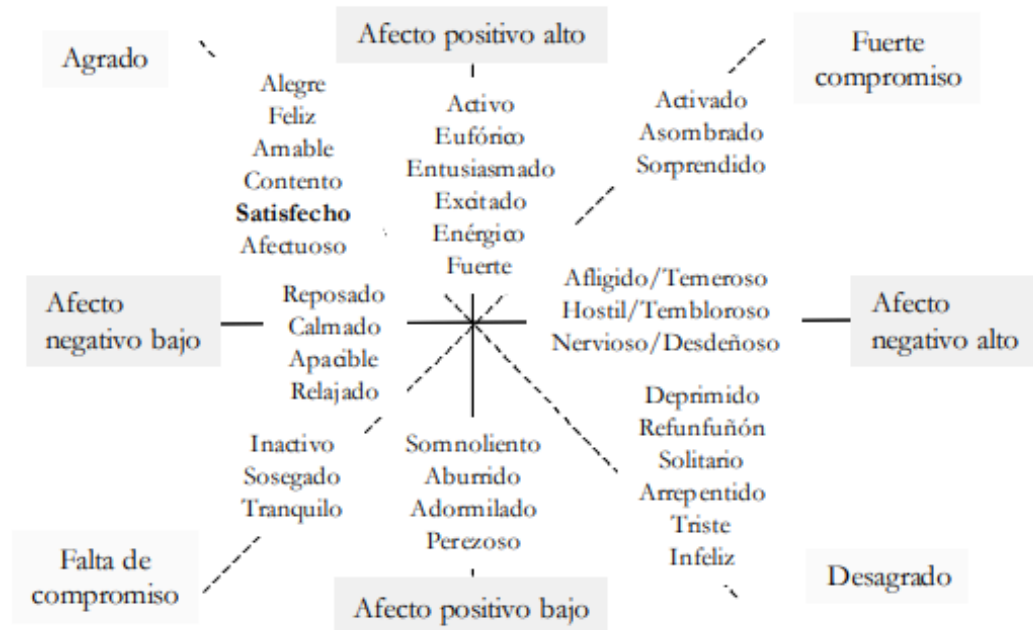 Agrado
Afecto positivo alto
Fuerte
compromiso
Alegre
Feliz
Amable
Contento
Satisfecho
Afectuoso
Activo
Eufórico
Entusiasmado
Excitado
Enérgico
Fuerte
Activado
Asombrado
Sorprendido
Afecto
negativo bajo
Reposado
Calmado
Apacible
Relajado
Afligido/Temeroso
Hostil/Tembloroso
Nervioso/Desdeñoso
Afecto
negativo alto
Inactivo
Sosegado
Tranquilo
Somnoliento
Aburrido
Adormilado
Perezoso
Deprimido
Refunfuñón
Solitario
Arrepentido
Triste
Infeliz
Falta de
compromiso
Afecto positivo bajo
Desagrado